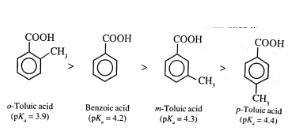 COOH
CH₃
>
COOH
>
COOH
CH₃
>
COOH
CH₃
o-Toluic acid
(pKₐ = 3.9)
Benzoic acid
(pKₐ = 4.2)
m-Toluic acid
(pKₐ = 4.3)
p-Toluic acid
(pKₐ = 4.4)